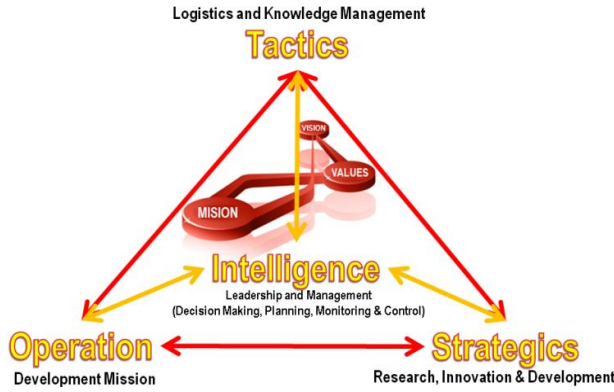 Logistics and Knowledge Management
Tactics
VISION
VALUES
MISION
Intelligence
Leadership and Management
(Decision Making, Planning, Monitoring & Control)
Operation
Strategics
Development Mission
Research, Innovation & Development